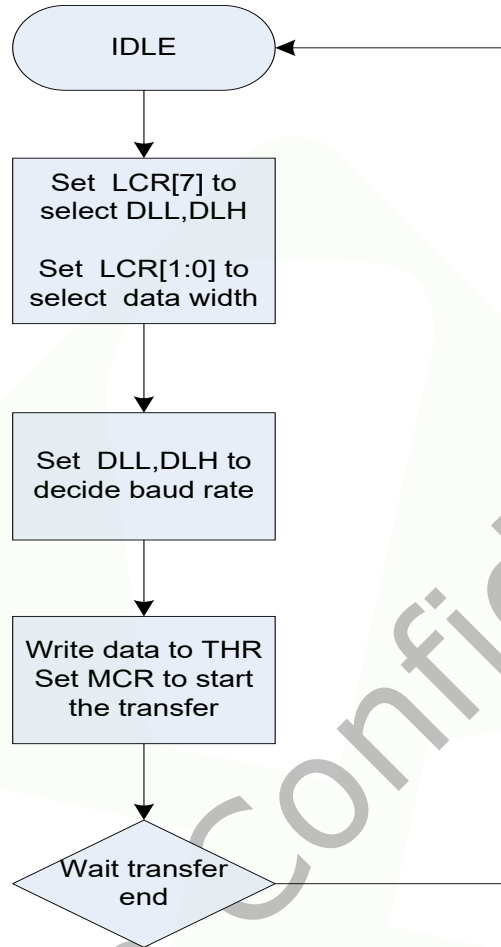 IDLE
Set LCR[7] to
select DLL,DLH
Set LCR[1:0] to
select data width
Set DLL,DLH to
decide baud rate
Write data to THR
Set MCR to start
the transfer
Wait transfer
end